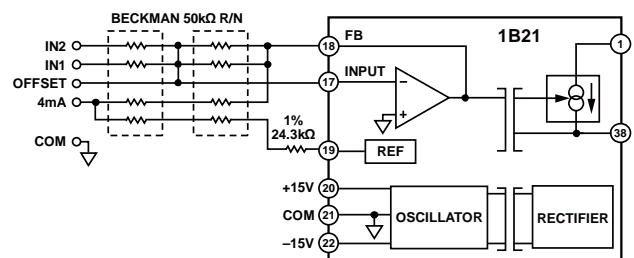 BECKMAN 50kΩ R/N
IN2
IN1
OFFSET
4mA
COM
1%
24.3kΩ
18
FB
17
INPUT
19
REF
1B21
1
38
+15V
20
COM
21
–15V
22
OSCILLATOR
RECTIFIER
−
+